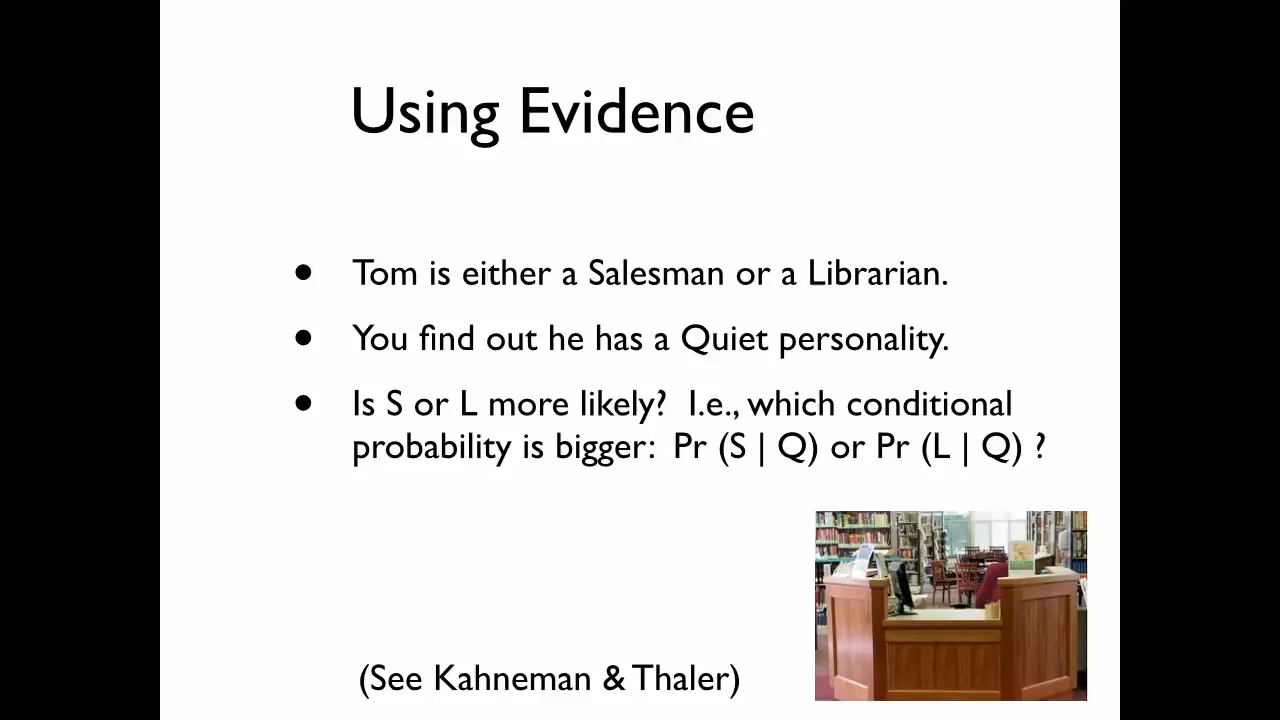 Using Evidence
• Tom is either a Salesman or a Librarian.
• You find out he has a Quiet personality.
• Is S or L more likely? I.e., which conditional
probability is bigger: Pr (S | Q) or Pr (L | Q) ?
(See Kahneman & Thaler)